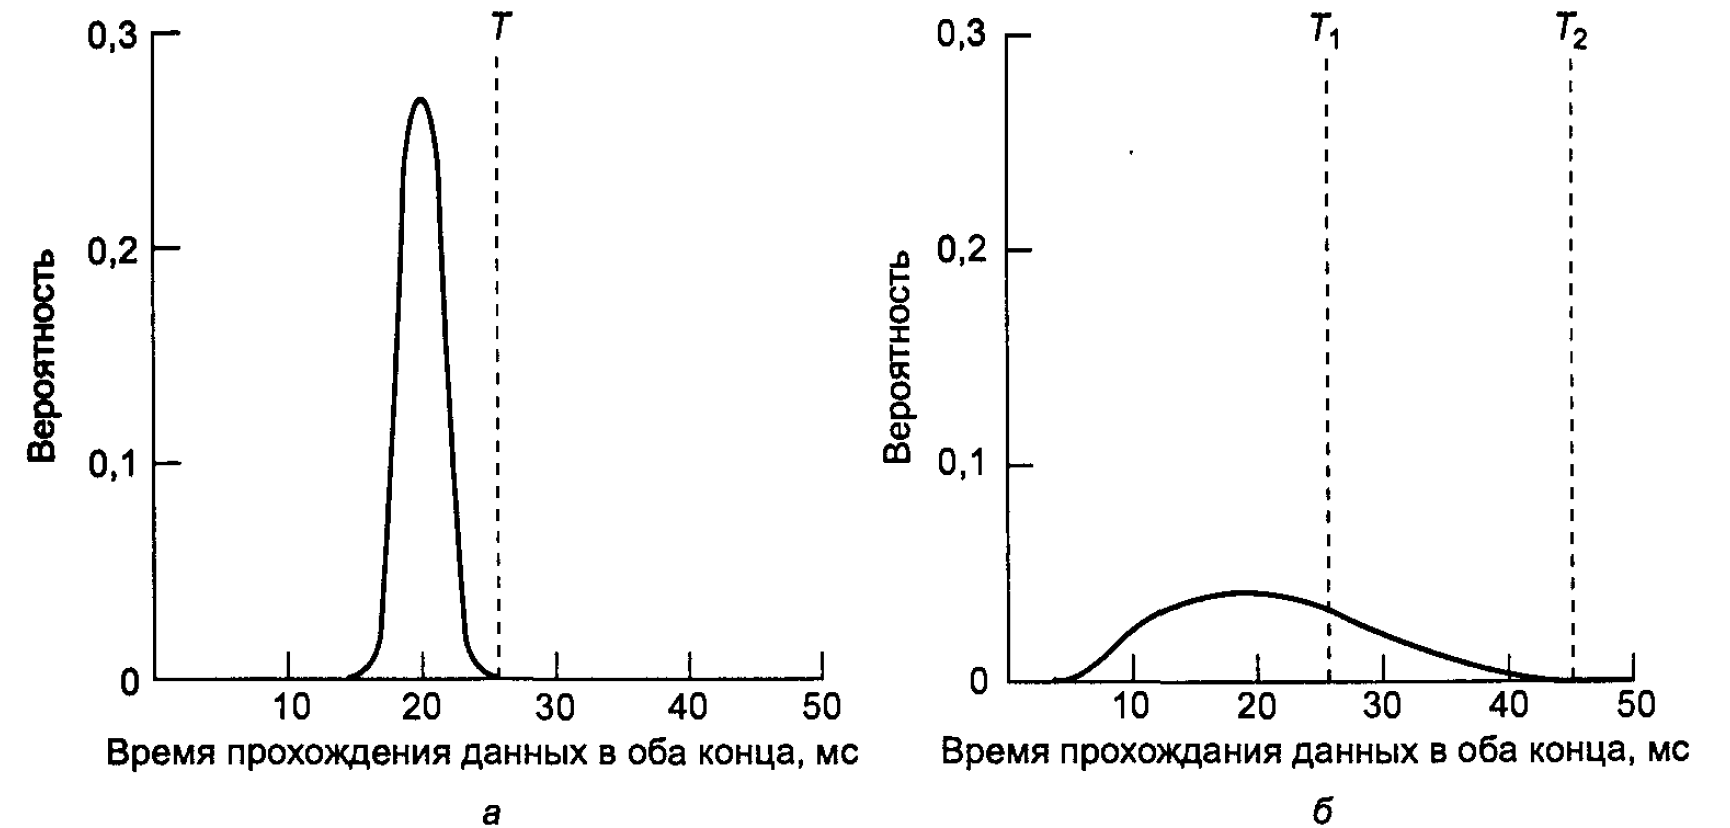 0,3
T
0,2
0,1
0
Вероятность
10 20 30 40 50
Время прохождения данных в оба конца, мс
а
0,3
T1
T2
0,2
0,1
0
Вероятность
10 20 30 40 50
Время прохождания данных в оба конца, мс
б